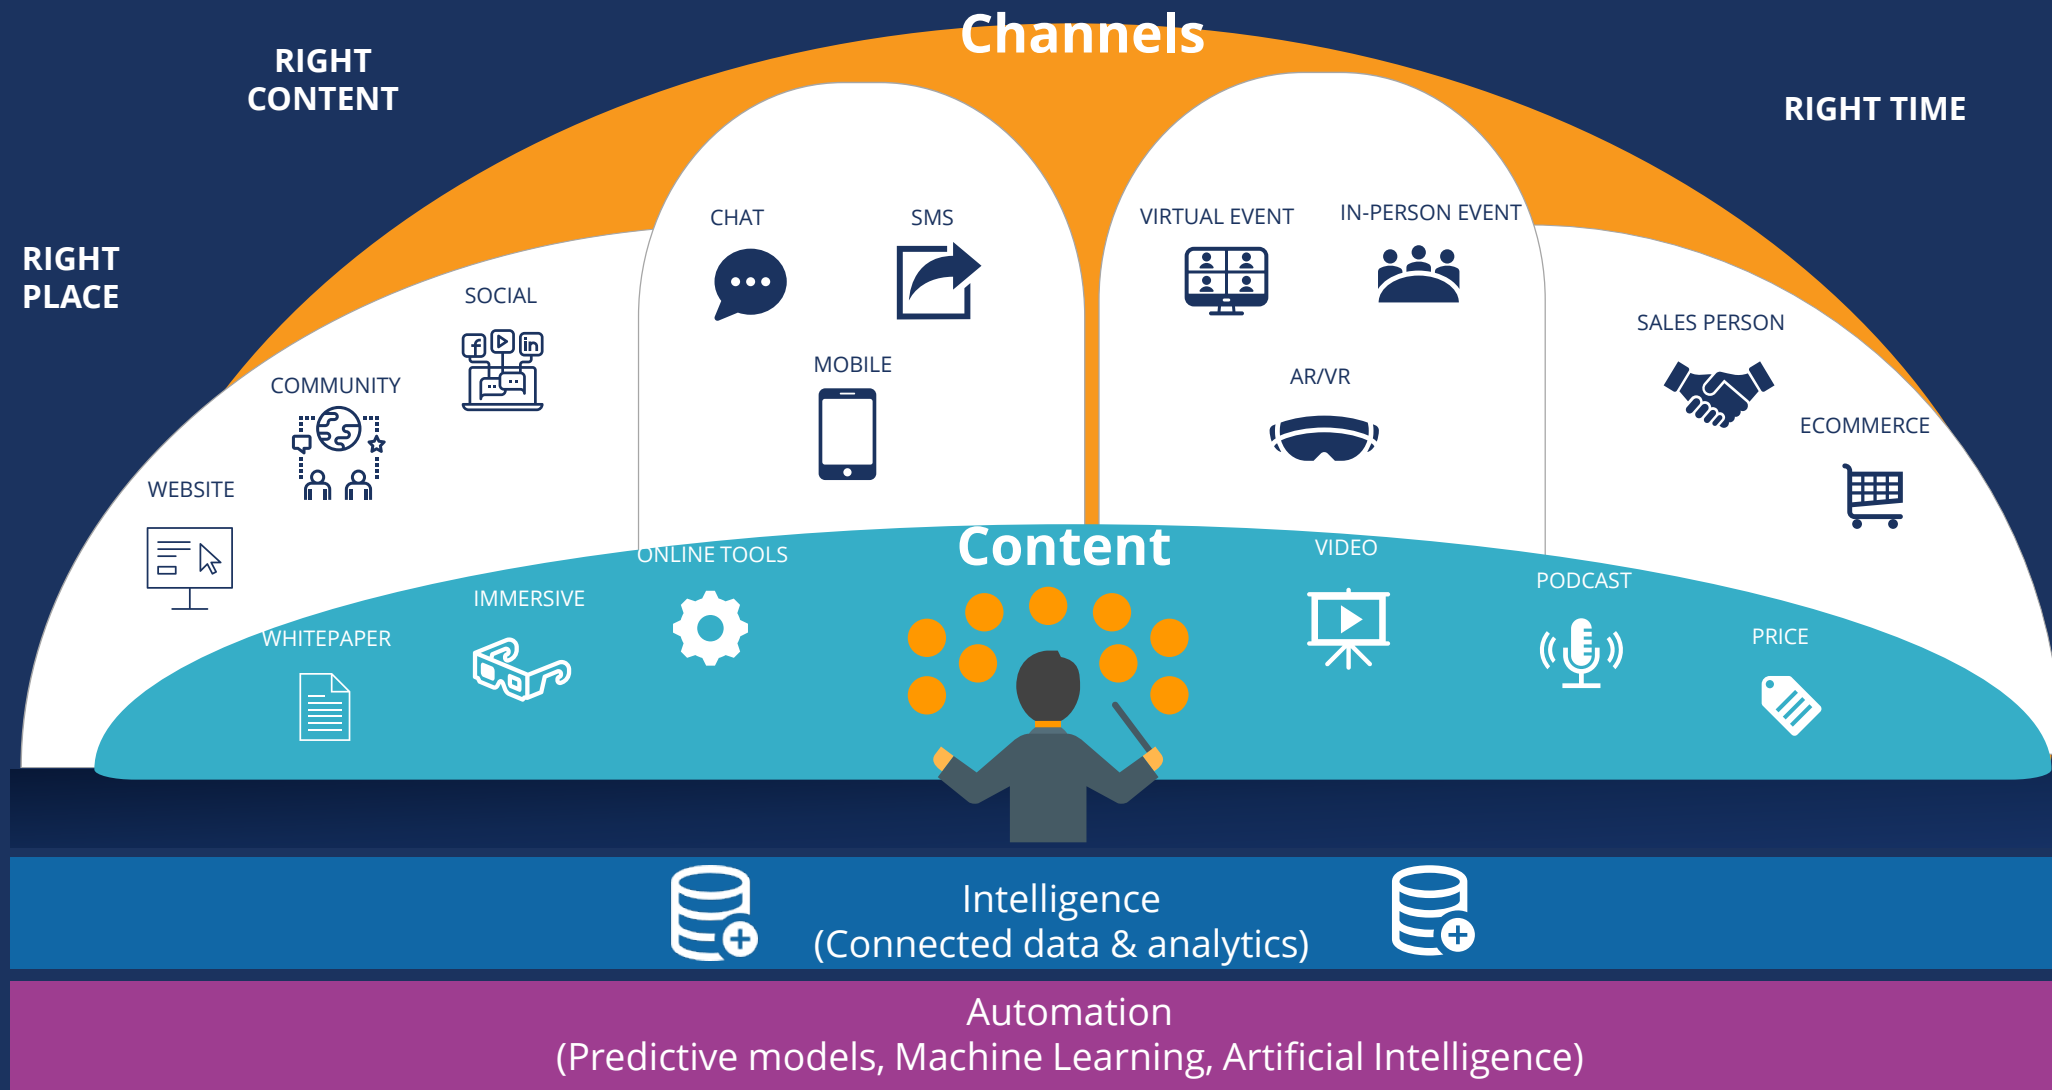 Channels
RIGHT
CONTENT
RIGHT TIME
RIGHT
PLACE
CHAT
SMS
VIRTUAL EVENT
IN-PERSON EVENT
SOCIAL
SALES PERSON
MOBILE
AR/VR
COMMUNITY
ECOMMERCE
WEBSITE
f
in
Content
ONLINE TOOLS
VIDEO
IMMERSIVE
PODCAST
WHITEPAPER
PRICE
Intelligence
(Connected data & analytics)
Automation
(Predictive models, Machine Learning, Artificial Intelligence)